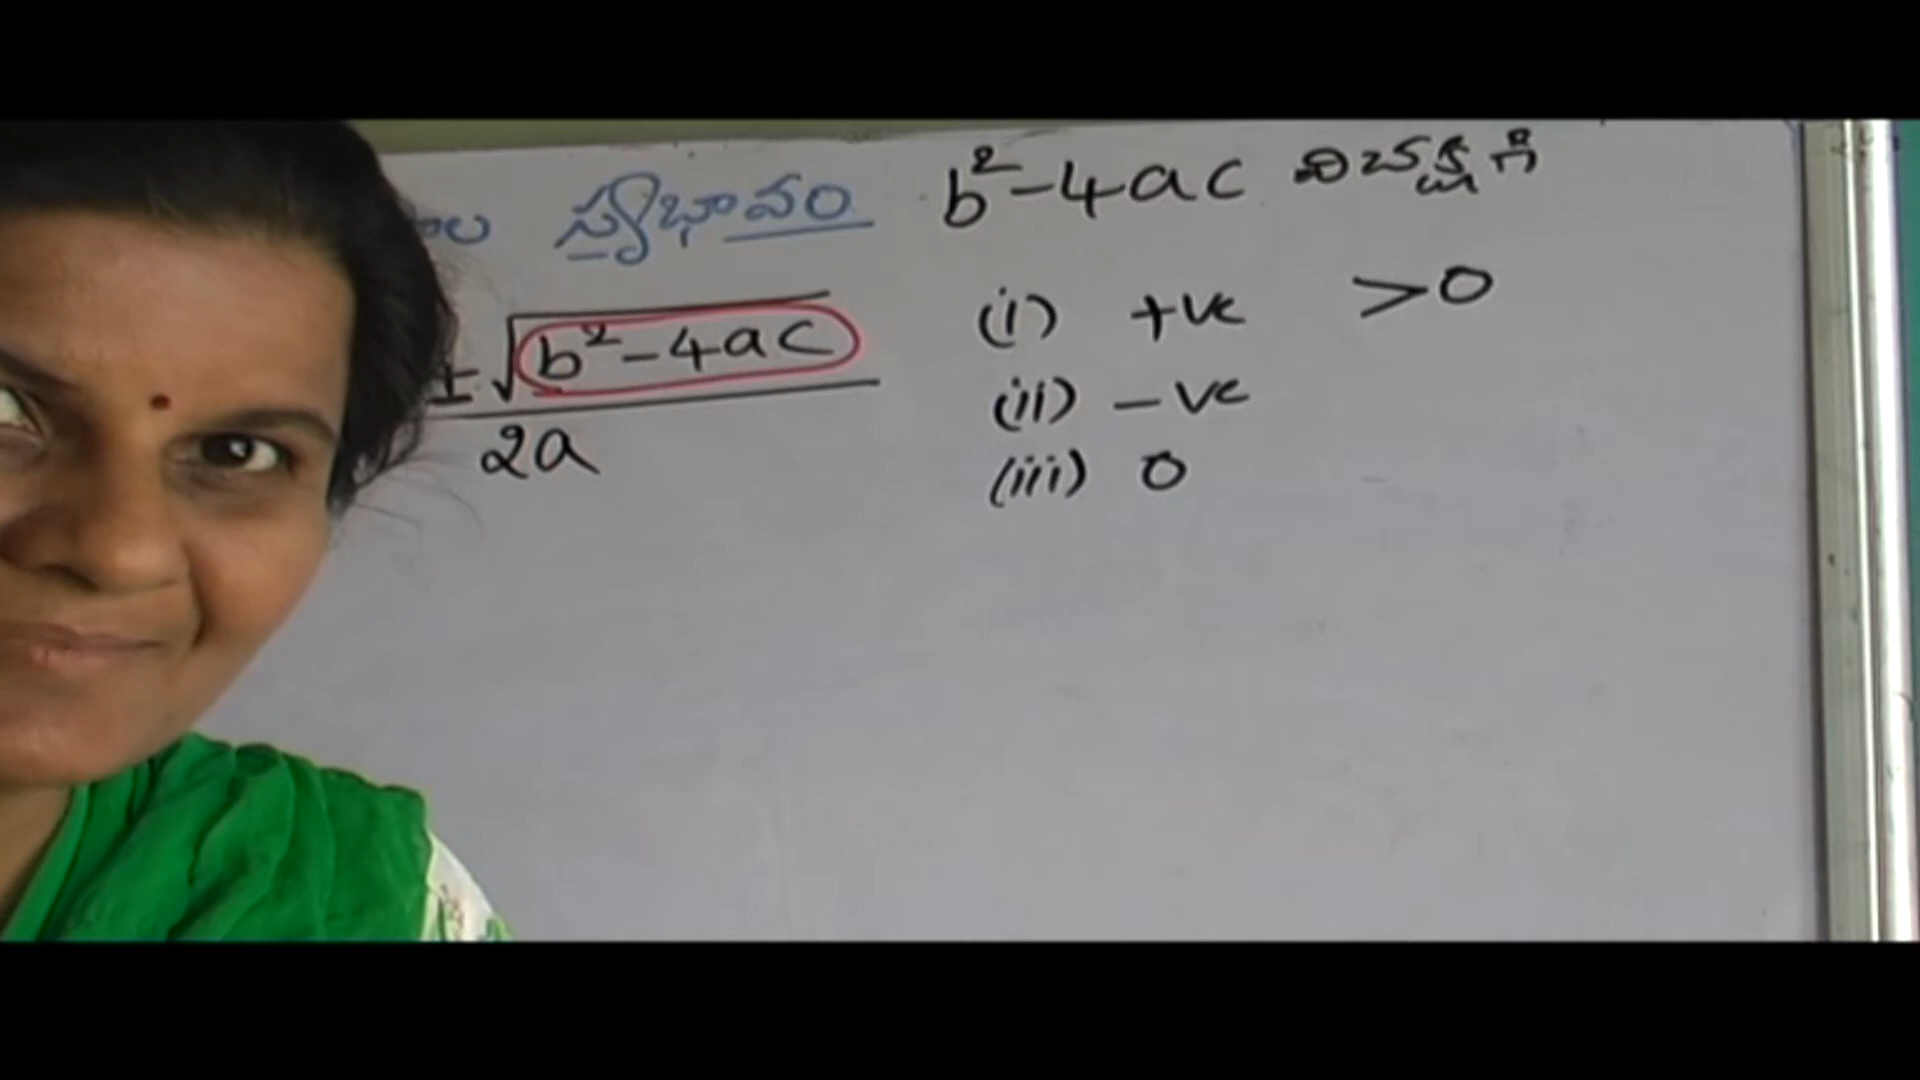 స్వభావం
± √b²-4ac
2a
b²-4ac విచక్షణి
(i) +ve >0
(ii) -ve
(iii) 0